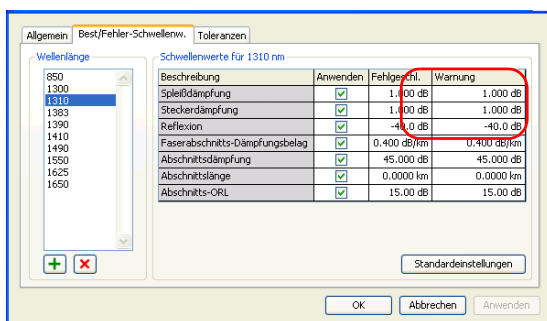 Allgemein Best/Fehler-Schwellenw. Toleranzen
Wellenlänge
850
1300
1310
1383
1390
1410
1490
1550
1625
1650
Schwellenwerte für 1310 nm
Beschreibung Anwenden Fehlgeschl. Warnung
Spleißdämpfung 1.000 dB 1.000 dB
Steckerdämpfung 1.000 dB 1.000 dB
Reflexion -40.0 dB -40.0 dB
Faserabschnitts-Dämpfungsbelag 0.400 dB/km 0.400 dB/km
Abschnittsdämpfung 45.000 dB 45.000 dB
Abschnittslänge 0.0000 km 0.0000 km
Abschnitts-ORL 15.00 dB 15.00 dB
Standardeinstellungen
OK Abbrechen Anwenden